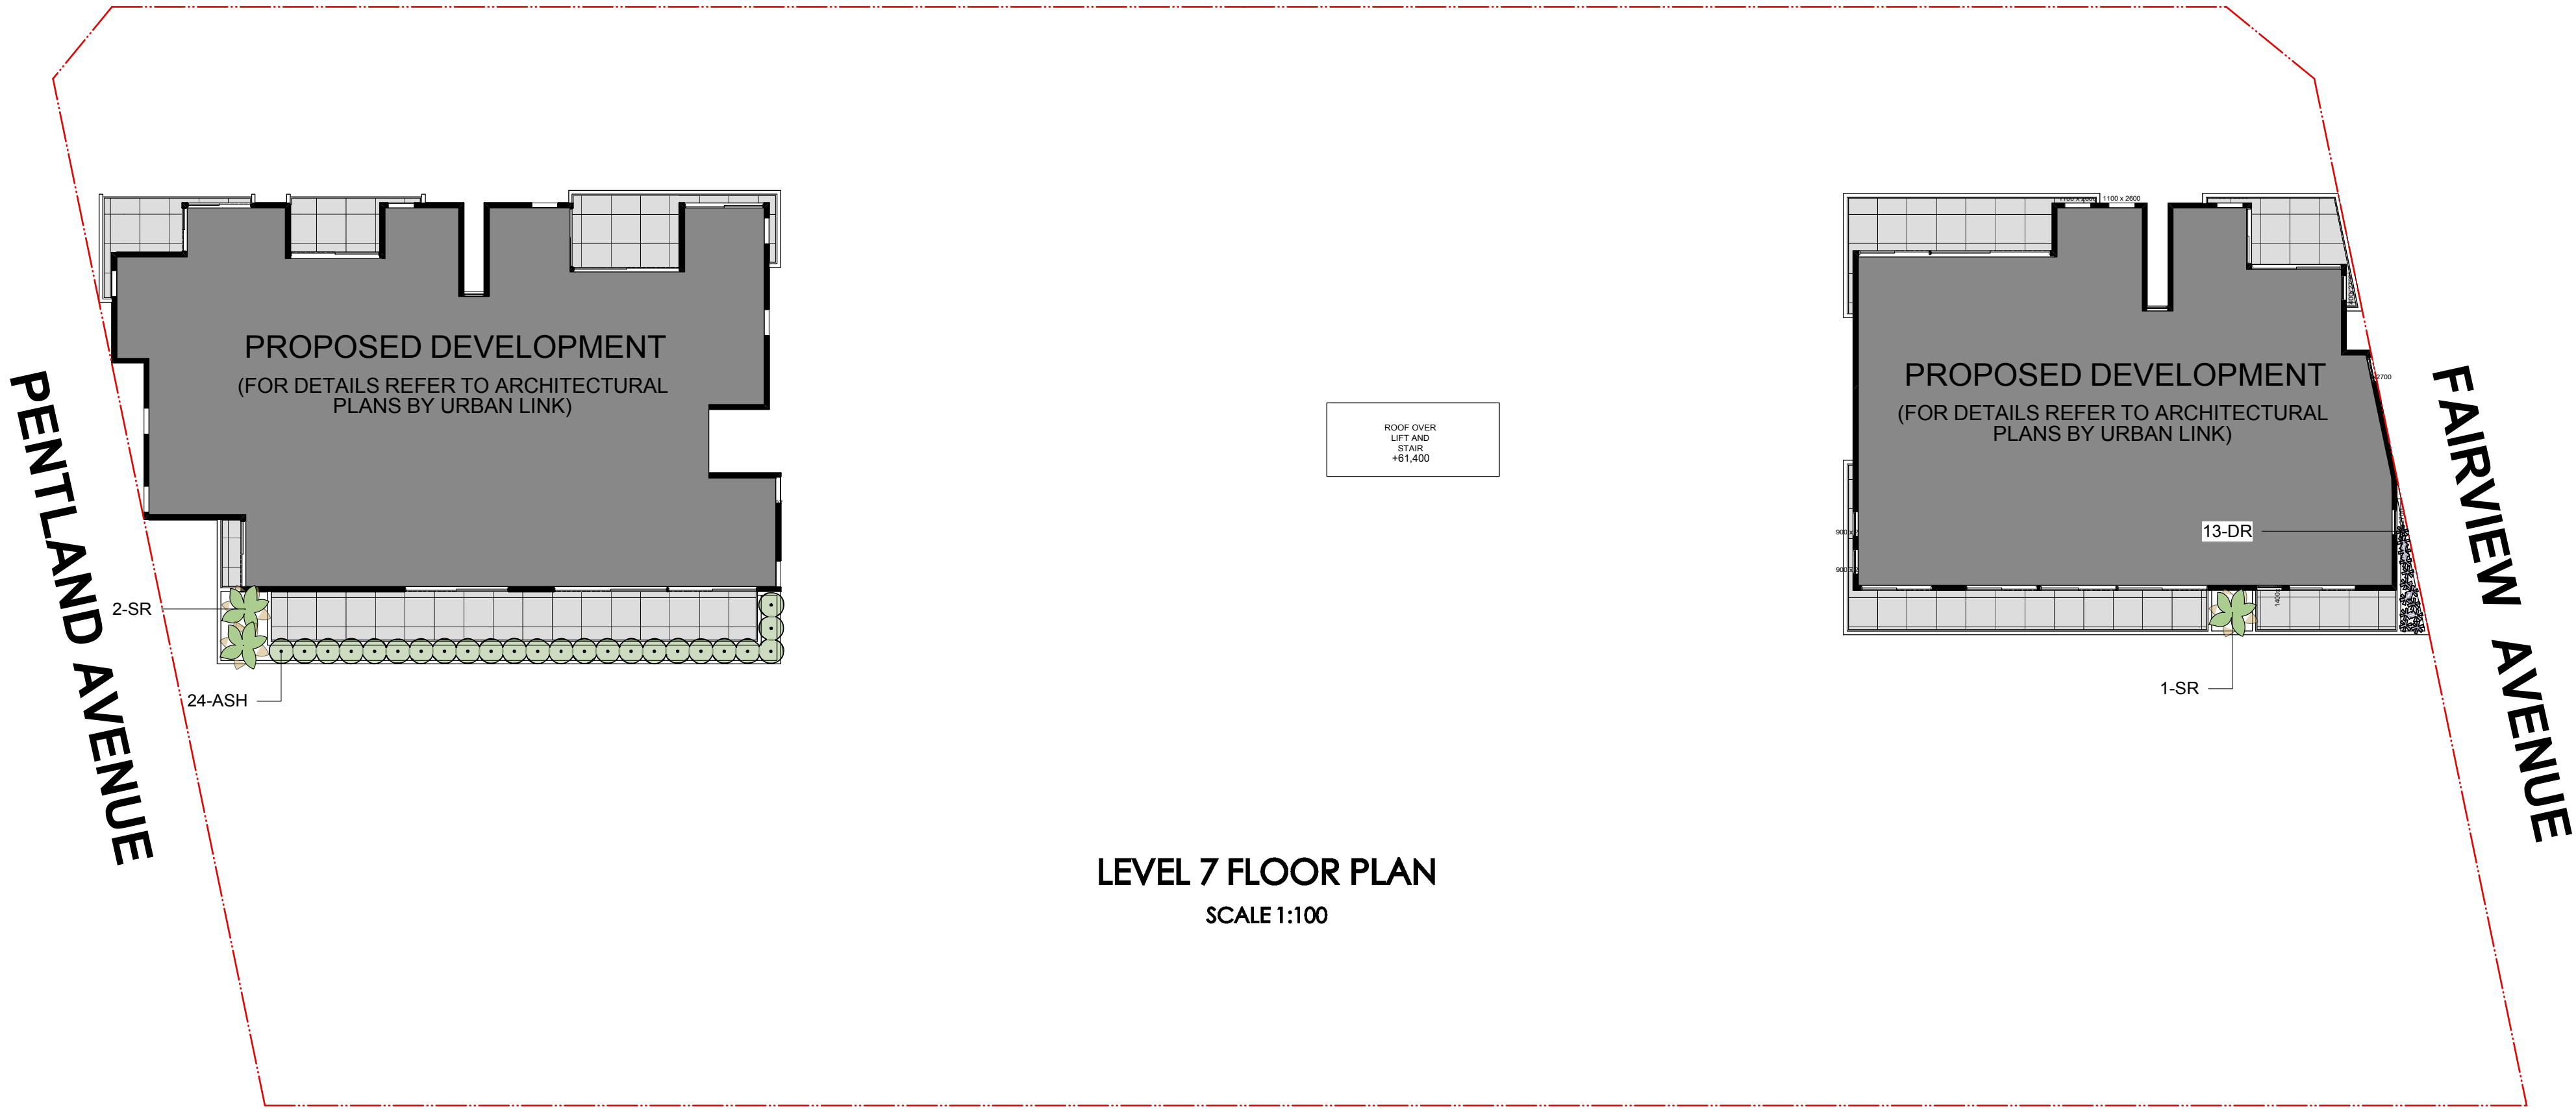 1100 x 2600
PROPOSED DEVELOPMENT
(FOR DETAILS REFER TO ARCHITECTURAL
PLANS BY URBAN LINK)
PROPOSED DEVELOPMENT
(FOR DETAILS REFER TO ARCHITECTURAL
PLANS BY URBAN LINK)
PENTLAND AVENUE
FAIRVIEW AVENUE
ROOF OVER
LIFT AND
STAIR
+61,400
2700
13-DR
2-SR
24-ASH
1-SR
LEVEL 7 FLOOR PLAN
SCALE 1:100